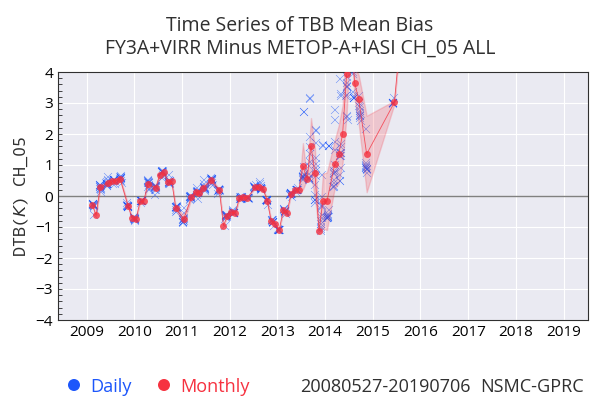 Time Series of TBB Mean Bias
FY3A+VIRR Minus METOP-A+IASI CH_05 ALL
DTB(K) CH_05
4
3
2
1
0
−1
−2
−3
−4
2009 2010 2011 2012 2013 2014 2015 2016 2017 2018 2019
Daily Monthly 20080527-20190706 NSMC-GPRC